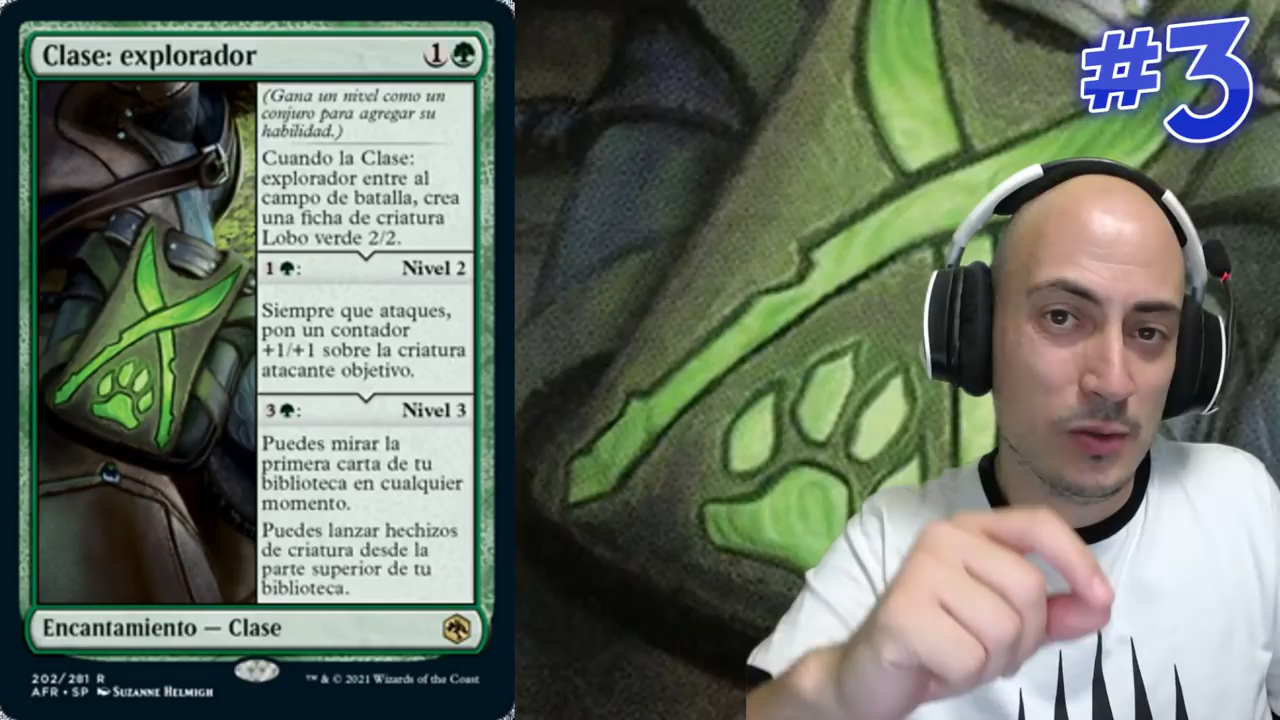 Clase: explorador
1
(Gana un nivel como un
conjuro para agregar su
habilidad.)
Cuando la Clase:
explorador entre al
campo de batalla, crea
una ficha de criatura
Lobo verde 2/2.
1 : Nivel 2
Siempre que ataques,
pon un contador
+1/+1 sobre la criatura
atacante objetivo.
3 : Nivel 3
Puedes mirar la
primera carta de tu
biblioteca en cualquier
momento.
Puedes lanzar hechizos
de criatura desde la
parte superior de tu
biblioteca.
Encantamiento — Clase
202/281 R
AFR • SP SUZANNE HELMIGH
™ & © 2021 Wizards of the Coast
#3